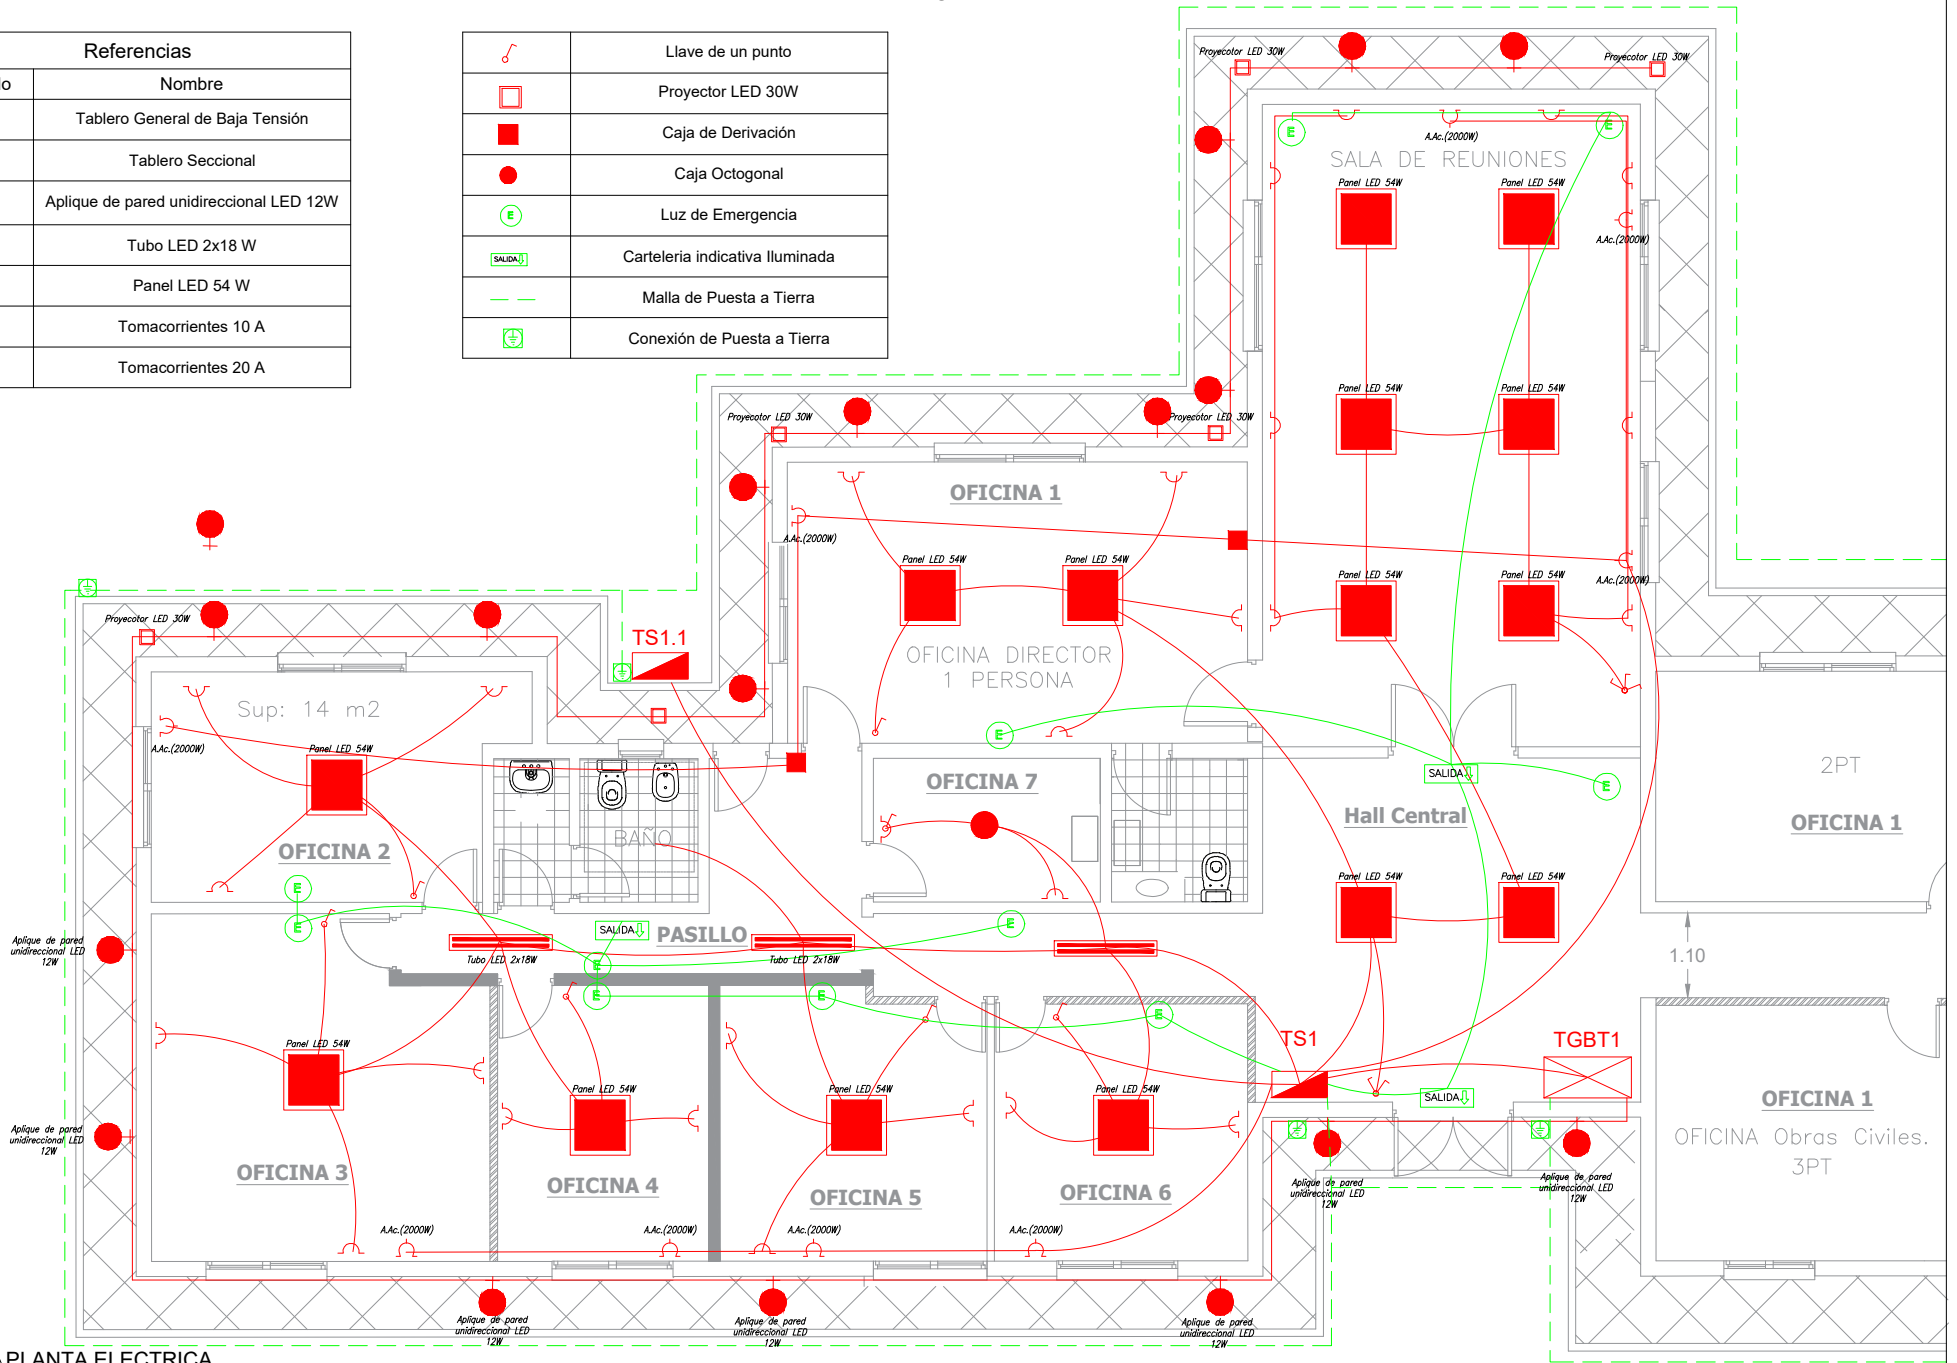 Referencias
Nombre
Tablero General de Baja Tensión
Tablero Seccional
Aplique de pared unidireccional LED 12W
Tubo LED 2x18 W
Panel LED 54 W
Tomacorrientes 10 A
Tomacorrientes 20 A
Llave de un punto
Proyector LED 30W
Caja de Derivación
Caja Octogonal
E
Luz de Emergencia
SALIDA
Carteleria indicativa Iluminada
Malla de Puesta a Tierra
Conexión de Puesta a Tierra
Proyecotor LED 30W
Proyecotor LED 30W
E
E
A.Ac.(2000W)
SALA DE REUNIONES
Panel LED 54W
Panel LED 54W
A.Ac.(2000W)
Panel LED 54W
Panel LED 54W
Proyecotor LED 30W
Proyecotor LED 30W
OFICINA 1
A.Ac.(2000W)
Panel LED 54W
Panel LED 54W
Panel LED 54W
Panel LED 54W
A.Ac.(2000W)
Proyecotor LED 30W
TS1.1
OFICINA DIRECTOR
1 PERSONA
Sup: 14 m2
A.Ac.(2000W)
Panel LED 54W
E
SALIDA
E
2PT
OFICINA 7
Hall Central
OFICINA 1
BAÑO
OFICINA 2
Panel LED 54W
Panel LED 54W
E
E
E
SALIDA
PASILLO
Aplique de pared
unidireccional LED
12W
Tubo LED 2x18W
Tubo LED 2x18W
1.10
E
E
E
E
Panel LED 54W
TS1
TGBT1
Panel LED 54W
Panel LED 54W
Panel LED 54W
SALIDA
OFICINA 1
Aplique de pared
unidireccional LED
12W
OFICINA Obras Civiles.
3PT
OFICINA 3
OFICINA 4
OFICINA 5
OFICINA 6
Aplique de pared
unidireccional LED
12W
Aplique de pared
unidireccional LED
12W
A.Ac.(2000W)
A.Ac.(2000W)
A.Ac.(2000W)
A.Ac.(2000W)
Aplique de pared
unidireccional LED
12W
Aplique de pared
unidireccional LED
12W
Aplique de pared
unidireccional LED
12W
PLANTA ELECTRICA